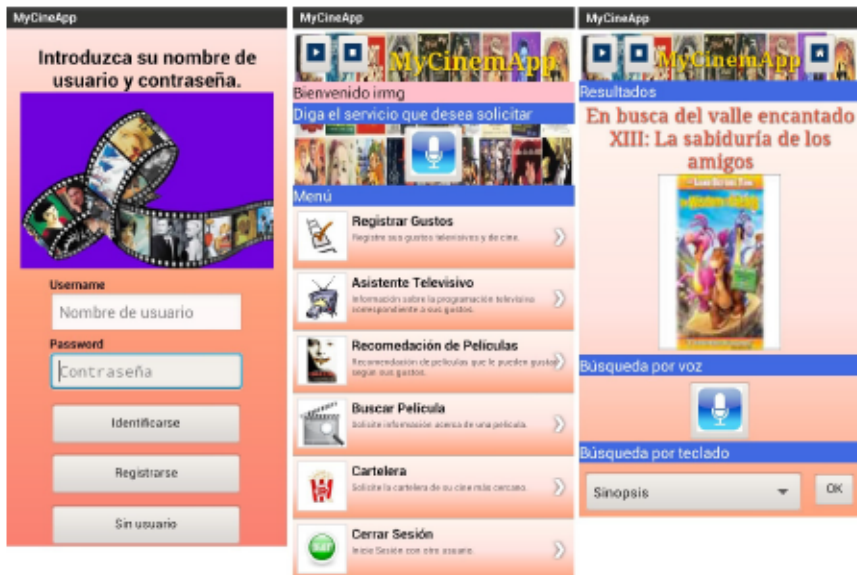 MyCineApp
Introduzca su nombre de
usuario y contraseña.
Username
Nombre de usuario
Password
Contraseña
Identificarse
Registrarse
Sin usuario
MyCineApp
MyCinemApp
Bienvenido irmg
Diga el servicio que desea solicitar
Menú
Registrar Gustos
Registre sus gustos televisivos y de cine.
Asistente Televisivo
Información sobre la programación televisiva
correspondiente a sus gustos.
Recomedación de Películas
Recomendación de películas que le pueden gustar
según sus gustos.
Buscar Película
Solicite información acerca de una película.
Cartelera
Solicite la cartelera de su cine más cercano.
Cerrar Sesión
Inicie Sesión con otro usuario.
MyCineApp
MyCinemApp
Resultados
En busca del valle encantado
XIII: La sabiduría de los
amigos
Búsqueda por voz
Búsqueda por teclado
Sinopsis
OK